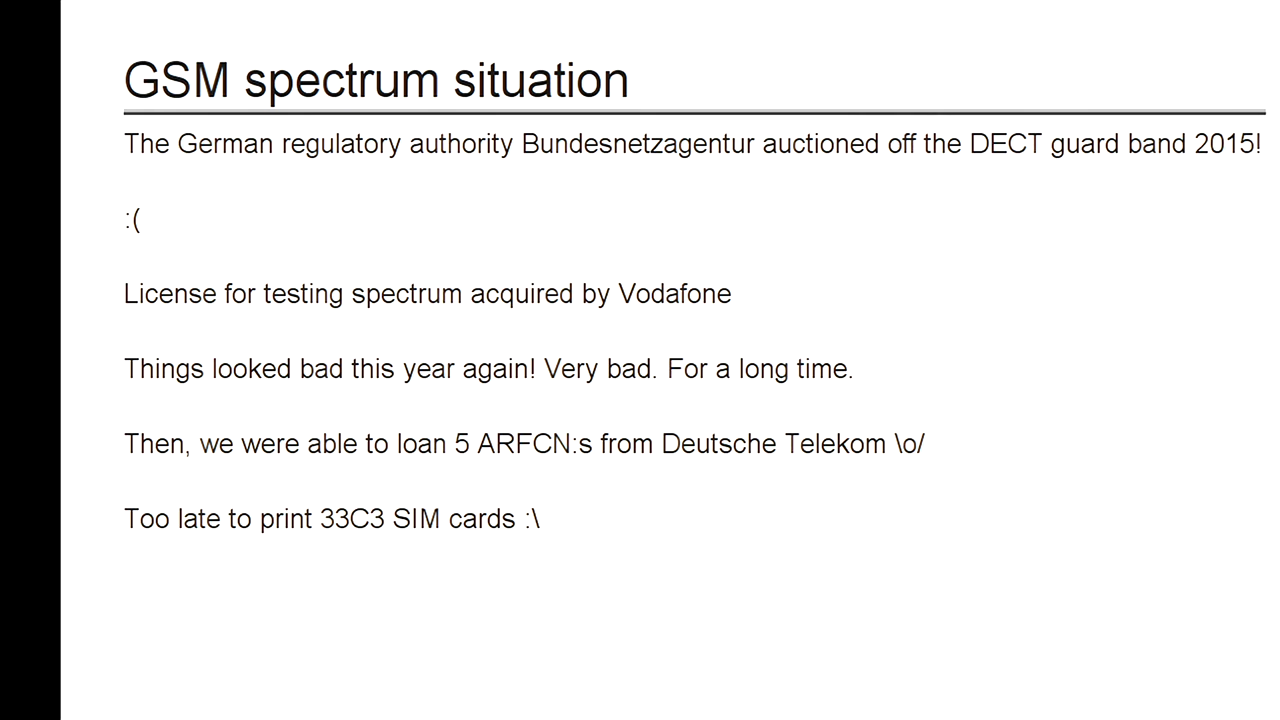 GSM spectrum situation
The German regulatory authority Bundesnetzagentur auctioned off the DECT guard band 2015!
:(
License for testing spectrum acquired by Vodafone
Things looked bad this year again! Very bad. For a long time.
Then, we were able to loan 5 ARFCN:s from Deutsche Telekom \o/
Too late to print 33C3 SIM cards :\